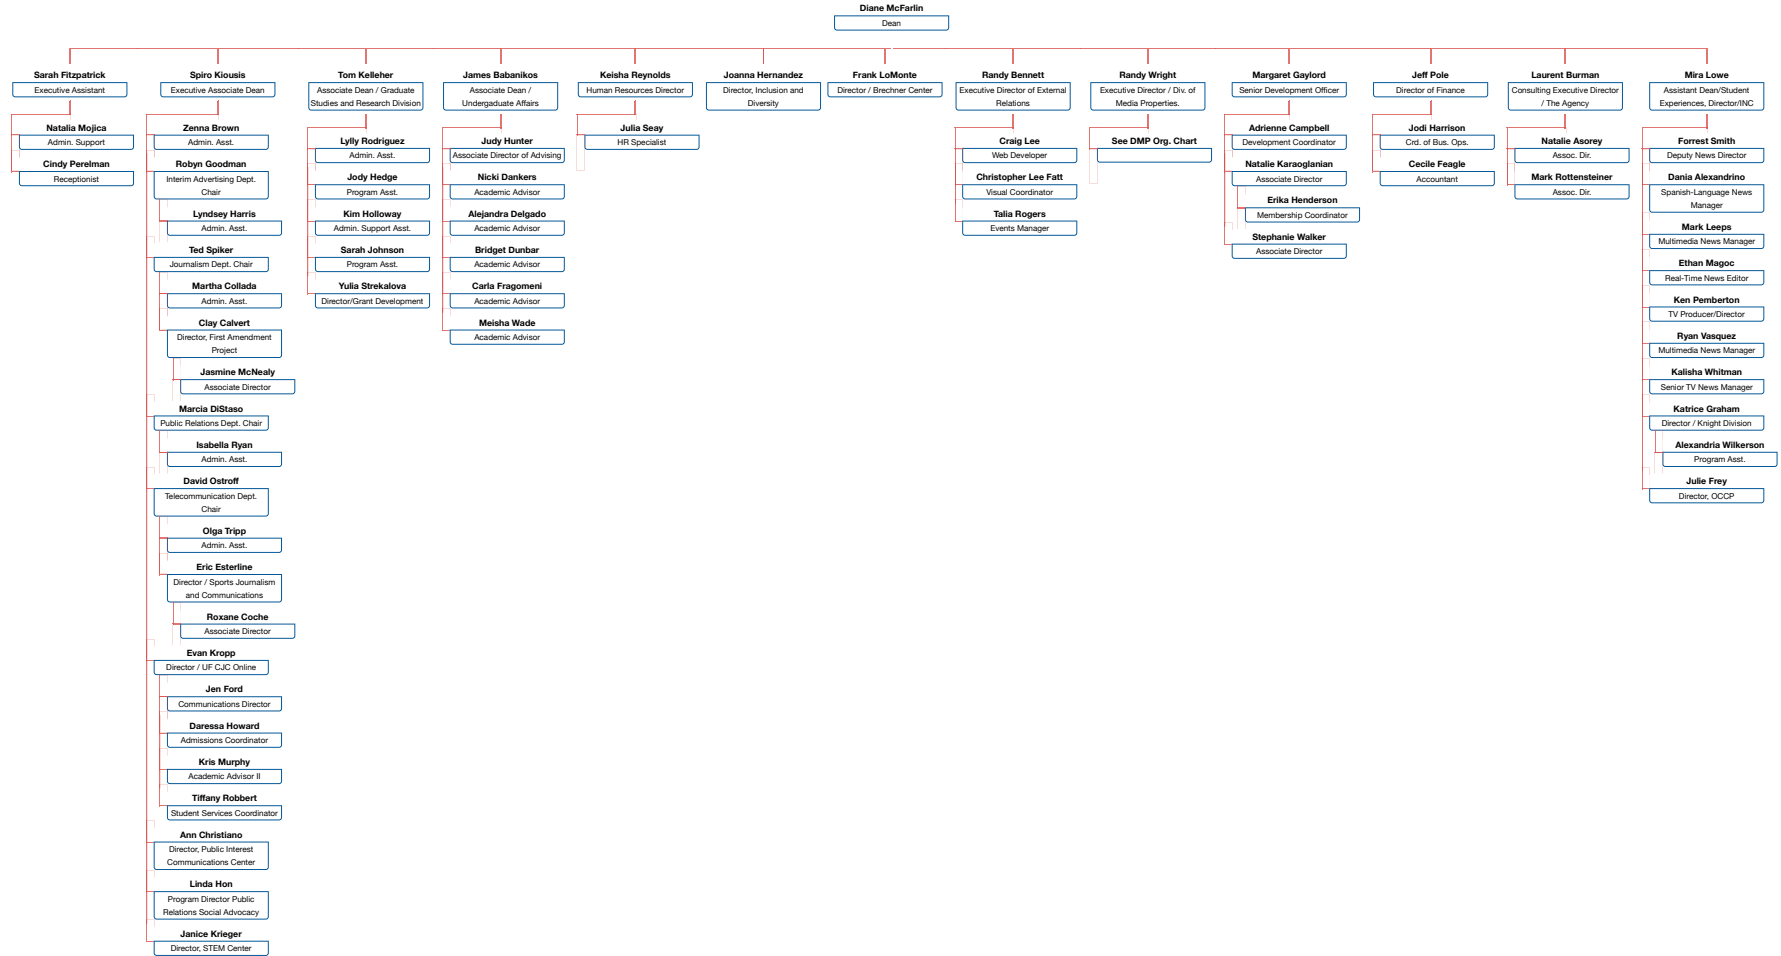 Diane McFarlin
Dean
Sarah Fitzpatrick
Executive Assistant
Natalia Mojica
Admin. Support
Cindy Perelman
Receptionist
Spiro Kiousis
Executive Associate Dean
Zenna Brown
Admin. Asst.
Robyn Goodman
Interim Advertising Dept.
Chair
Lyndsey Harris
Admin. Asst.
Ted Spiker
Journalism Dept. Chair
Martha Collada
Admin. Asst.
Clay Calvert
Director, First Amendment
Project
Jasmine McNealy
Associate Director
Marcia DiStaso
Public Relations Dept. Chair
Isabella Ryan
Admin. Asst.
David Ostroff
Telecommunication Dept.
Chair
Olga Tripp
Admin. Asst.
Eric Esterline
Director / Sports Journalism
and Communications
Roxane Coche
Associate Director
Evan Kropp
Director / UF CJC Online
Jen Ford
Communications Director
Daressa Howard
Admissions Coordinator
Kris Murphy
Academic Advisor II
Tiffany Robbert
Student Services Coordinator
Ann Christiano
Director, Public Interest
Communications Center
Linda Hon
Program Director Public
Relations Social Advocacy
Janice Krieger
Director, STEM Center
Tom Kelleher
Associate Dean / Graduate
Studies and Research Division
Lylly Rodriguez
Admin. Asst.
Jody Hedge
Program Asst.
Kim Holloway
Admin. Support Asst.
Sarah Johnson
Program Asst.
Yulia Strekalova
Director/Grant Development
James Babanikos
Associate Dean /
Undergaduate Affairs
Judy Hunter
Associate Director of Advising
Nicki Dankers
Academic Advisor
Alejandra Delgado
Academic Advisor
Bridget Dunbar
Academic Advisor
Carla Fragomeni
Academic Advisor
Meisha Wade
Academic Advisor
Keisha Reynolds
Human Resources Director
Julia Seay
HR Specialist
Joanna Hernandez
Director, Inclusion and
Diversity
Frank LoMonte
Director / Brechner Center
Randy Bennett
Executive Director of External
Relations
Craig Lee
Web Developer
Christopher Lee Fatt
Visual Coordinator
Talia Rogers
Events Manager
Randy Wright
Executive Director / Div. of
Media Properties.
See DMP Org. Chart
Margaret Gaylord
Senior Development Officer
Adrienne Campbell
Development Coordinator
Natalie Karaoglanian
Associate Director
Erika Henderson
Membership Coordinator
Stephanie Walker
Associate Director
Jeff Pole
Director of Finance
Jodi Harrison
Crd. of Bus. Ops.
Cecile Feagle
Accountant
Laurent Burman
Consulting Executive Director
/ The Agency
Natalie Asorey
Assoc. Dir.
Mark Rottensteiner
Assoc. Dir.
Mira Lowe
Assistant Dean/Student
Experiences, Director/INC
Forrest Smith
Deputy News Director
Dania Alexandrino
Spanish-Language News
Manager
Mark Leeps
Multimedia News Manager
Ethan Magoc
Real-Time News Editor
Ken Pemberton
TV Producer/Director
Ryan Vasquez
Multimedia News Manager
Kalisha Whitman
Senior TV News Manager
Katrice Graham
Director / Knight Division
Alexandria Wilkerson
Program Asst.
Julie Frey
Director, OCCP